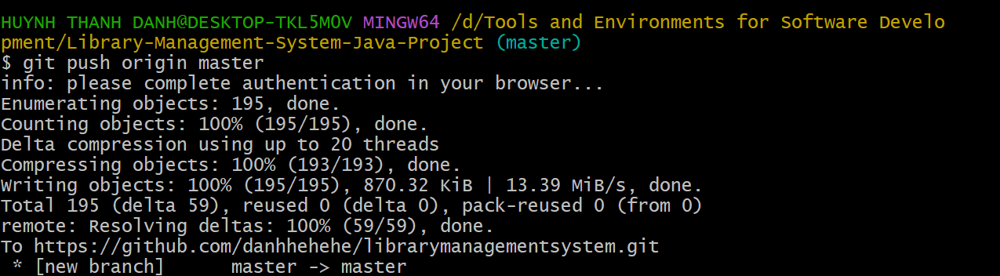 HUYNH THANH DANH@DESKTOP-TKL5MOV MINGW64 /d/Tools and Environments for Software Develo
pment/Library-Management-System-Java-Project (master)
$ git push origin master
info: please complete authentication in your browser...
Enumerating objects: 195, done.
Counting objects: 100% (195/195), done.
Delta compression using up to 20 threads
Compressing objects: 100% (193/193), done.
Writing objects: 100% (195/195), 870.32 KiB | 13.39 MiB/s, done.
Total 195 (delta 59), reused 0 (delta 0), pack-reused 0 (from 0)
remote: Resolving deltas: 100% (59/59), done.
To https://github.com/danhhehehe/librarymanagementsystem.git
 * [new branch]      master -> master